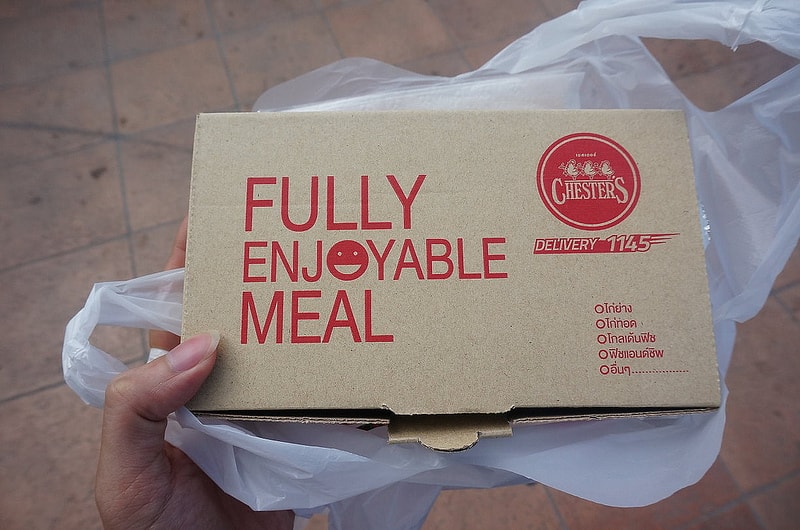 FULLY
ENJOYABLE
MEAL
เชสเตอร์
CHESTER'S
DELIVERY 1145
ไก่ย่าง
ไก่ทอด
โกลเด้นฟิช
ฟิชแอนด์ชิพ
อื่นๆ..................